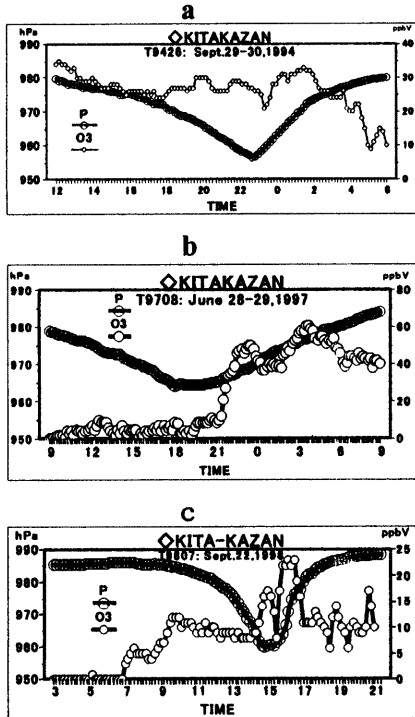 a
◇KITAKAZAN
hPa
ppbV
T9426: Sept.29-30,1994
990
980
970
960
950
40
30
20
10
0
P
O3
12 14 16 18 20 22 0 2 4 6
TIME
b
◇KITAKAZAN
hPa
ppbV
T9708: June 28-29,1997
990
980
970
960
950
80
60
40
20
0
P
O3
9 12 15 18 21 0 3 6 9
TIME
c
◇KITA-KAZAN
hPa
ppbV
Sept.22,1998
990
980
970
960
950
25
20
15
10
5
0
P
O3
3 5 7 9 11 13 15 17 19 21
TIME